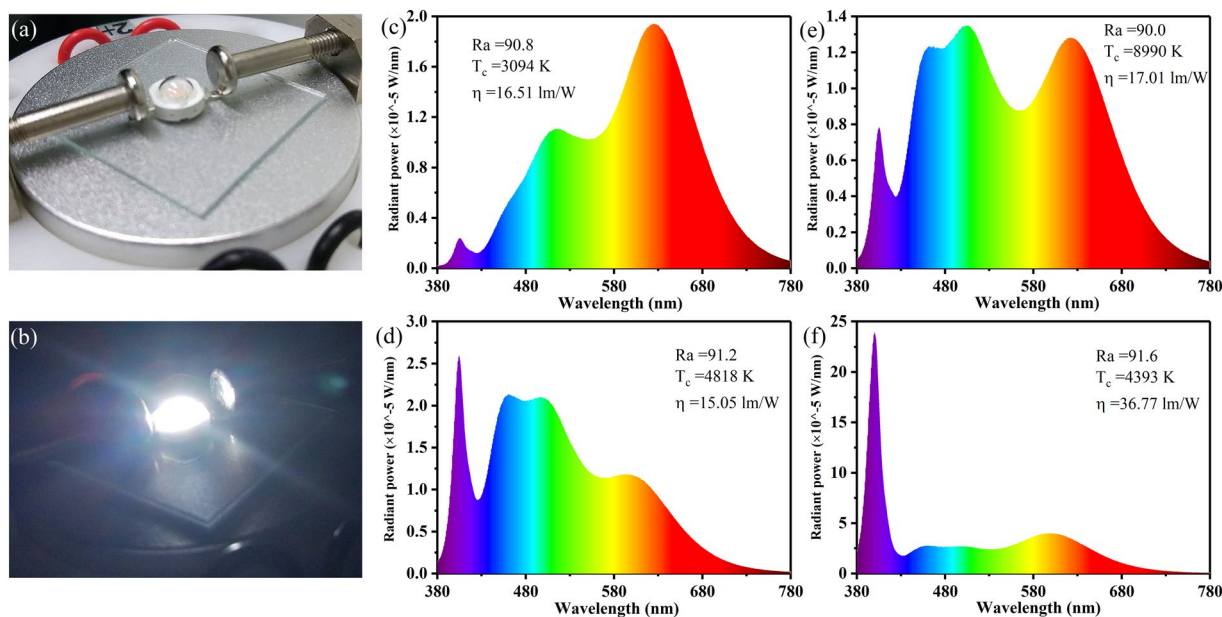 (a)
2+
(b)
(c)
Ra=90.8
T_c =3094 K
η =16.51 lm/W
Radiant power (×10^-5 W/nm)
2.0
1.6
1.2
0.8
0.4
0.0
380 480 580 680 780
Wavelength (nm)
(e)
Ra=90.0
T_c =8990 K
η =17.01 lm/W
Radiant power (×10^-5 W/nm)
1.4
1.2
1.0
0.8
0.6
0.4
0.2
0.0
380 480 580 680 780
Wavelength (nm)
(d)
Ra=91.2
T_c =4818 K
η =15.05 lm/W
Radiant power (×10^-5 W/nm)
3.0
2.5
2.0
1.5
1.0
0.5
0.0
380 480 580 680 780
Wavelength (nm)
(f)
Ra=91.6
T_c =4393 K
η =36.77 lm/W
Radiant power (×10^-5 W/nm)
25
20
15
10
5
0
380 480 580 680 780
Wavelength (nm)